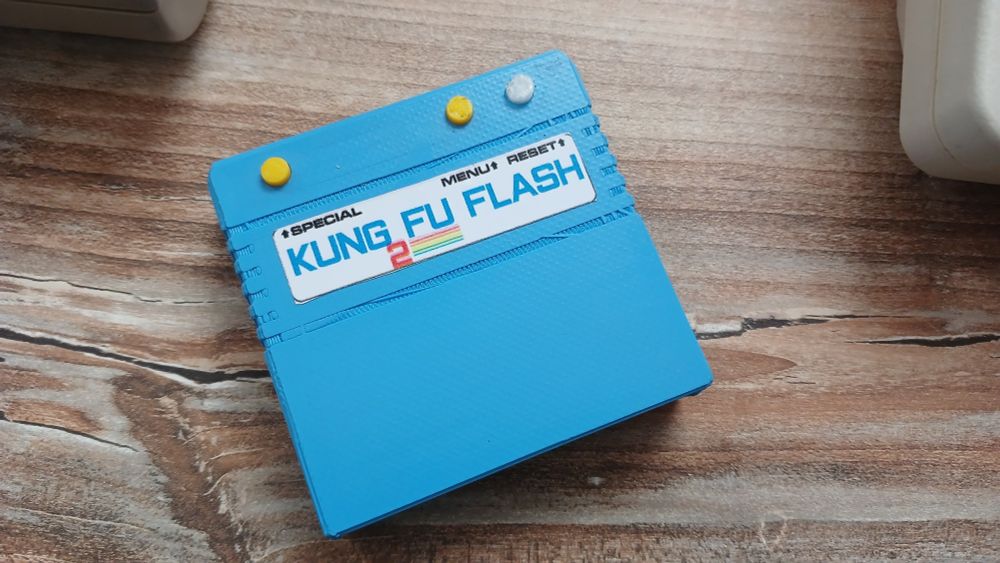 ↑SPECIAL MENU↑ RESET↑
KUNG FU FLASH
2